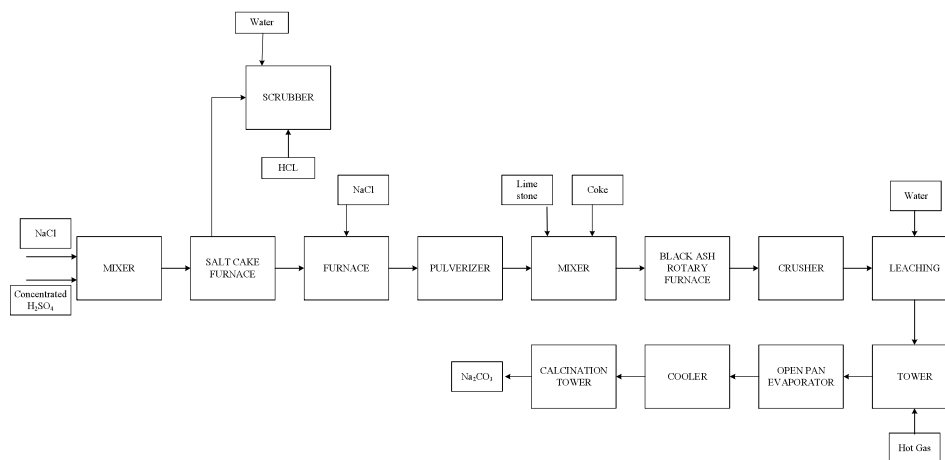 Water
SCRUBBER
HCL
NaCl
Lime
stone
Coke
Water
NaCl
Concentrated
H₂SO₄
MIXER
SALT CAKE
FURNACE
FURNACE
PULVERIZER
MIXER
BLACK ASH
ROTARY
FURNACE
CRUSHER
LEACHING
Na₂CO₃
CALCINATION
TOWER
COOLER
OPEN PAN
EVAPORATOR
TOWER
Hot Gas